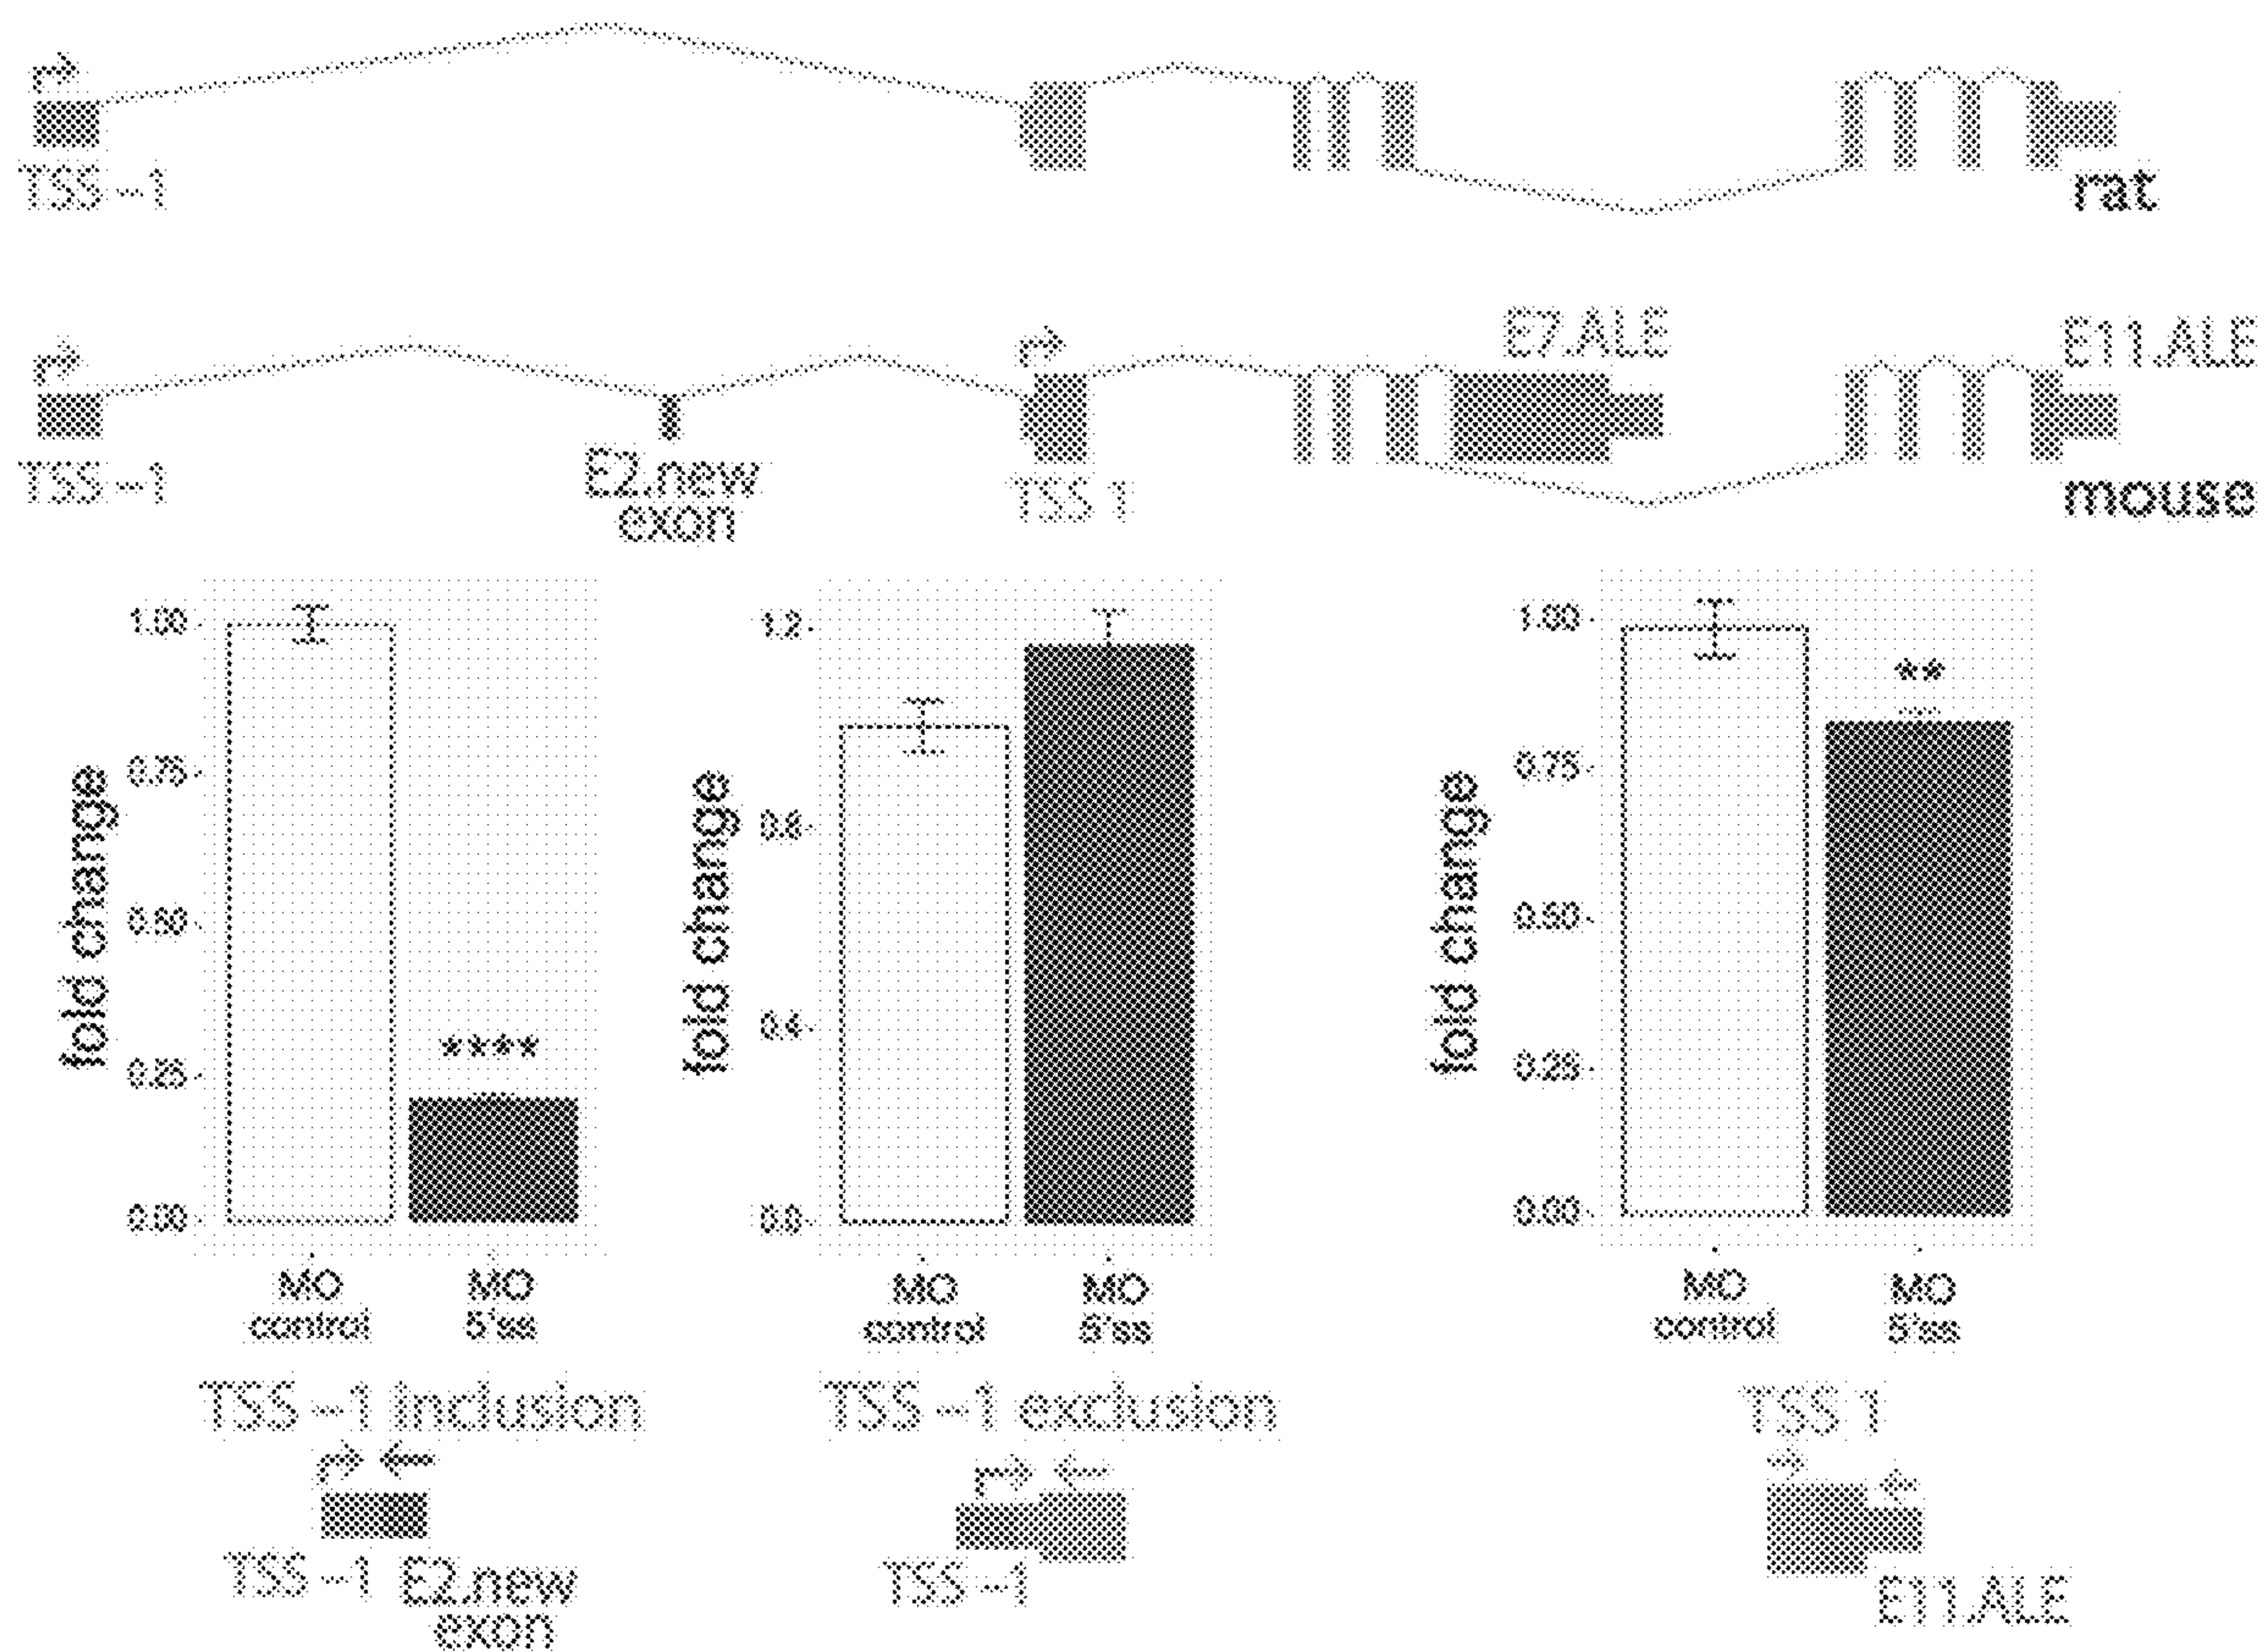 TSS -1
rat
E7.ALE
E11.ALE
TSS -1
E2.new
exon
TSS 1
mouse
fold change
1.00
0.75
0.50
0.25
0.00
****
MO
control
MO
5'ss
TSS -1 inclusion
TSS -1
E2.new
exon
fold change
1.2
0.8
0.4
0.0
MO
control
MO
5'ss
TSS -1 exclusion
TSS -1
fold change
1.00
0.75
0.50
0.25
0.00
**
MO
control
MO
5'ss
TSS 1
E11.ALE